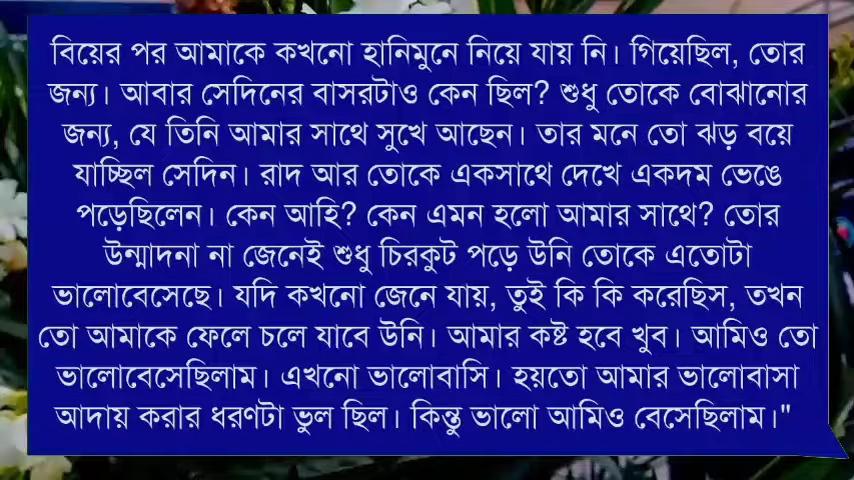 বিয়ের পর আমাকে কখনো হানিমুনে নিয়ে যায় নি। গিয়েছিল, তোর
জন্য। আবার সেদিনের বাসরটাও কেন ছিল? শুধু তোকে বোঝানোর
জন্য, যে তিনি আমার সাথে সুখে আছেন। তার মনে তো ঝড় বয়ে
যাচ্ছিল সেদিন। রাদ আর তোকে একসাথে দেখে একদম ভেঙে
পড়েছিলেন। কেন আহি? কেন এমন হলো আমার সাথে? তোর
উন্মাদনা না জেনেই শুধু চিরকুট পড়ে উনি তোকে এতোটা
ভালোবেসেছে। যদি কখনো জেনে যায়, তুই কি কি করেছিস, তখন
তো আমাকে ফেলে চলে যাবে উনি। আমার কষ্ট হবে খুব। আমিও তো
ভালোবেসেছিলাম। এখনো ভালোবাসি। হয়তো আমার ভালোবাসা
আদায় করার ধরণটা ভুল ছিল। কিন্তু ভালো আমিও বেসেছিলাম।"